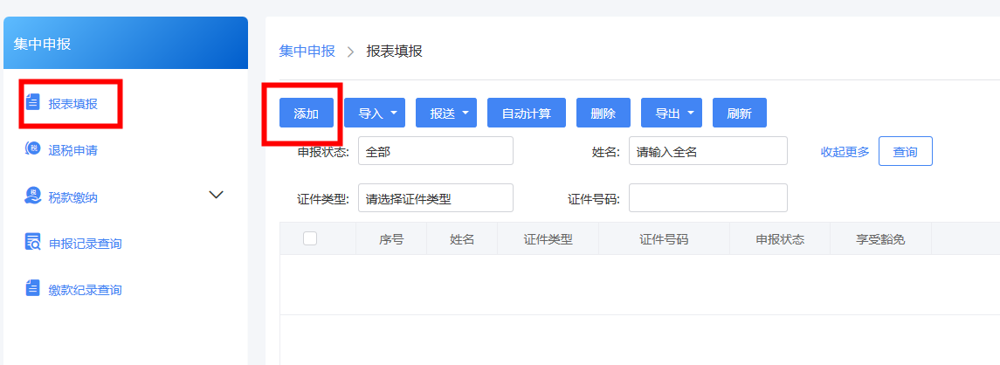 集中申报
报表填报
退税申请
税款缴纳
申报记录查询
缴款纪录查询
集中申报 > 报表填报
添加 导入 报送 自动计算 删除 导出 刷新
申报状态: 全部 姓名: 请输入全名 收起更多 查询
证件类型: 请选择证件类型 证件号码:
序号 姓名 证件类型 证件号码 申报状态 享受豁免